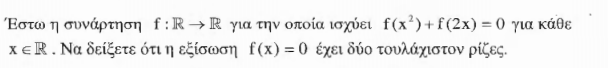 Έστω η συνάρτηση f : ℝ → ℝ για την οποία ισχύει f(x²) + f(2x) = 0 για κάθε
x ∈ ℝ . Να δείξετε ότι η εξίσωση f(x) = 0 έχει δύο τουλάχιστον ρίζες.